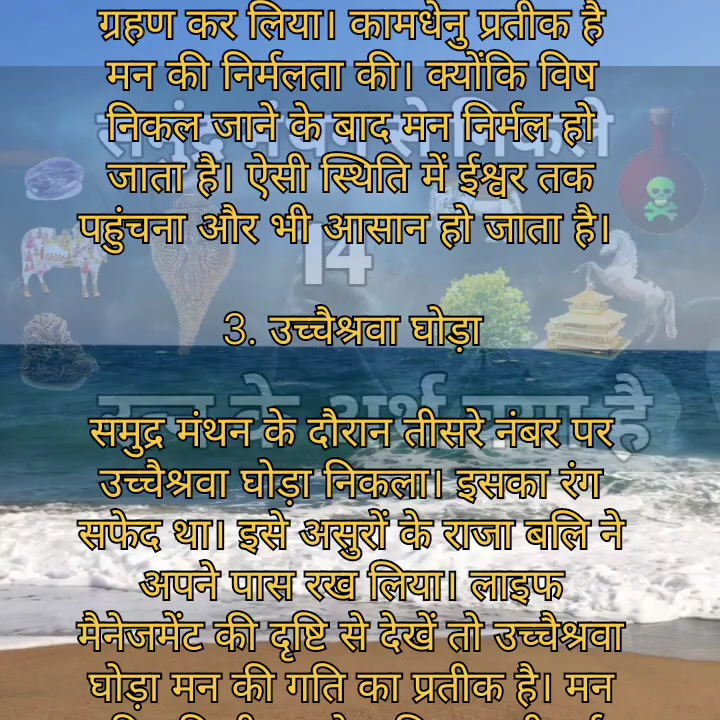 ग्रहण कर लिया। कामधेनु प्रतीक है
मन की निर्मलता की। क्योंकि विष
निकल जाने के बाद मन निर्मल हो
जाता है। ऐसी स्थिति में ईश्वर तक
पहुंचना और भी आसान हो जाता है।
14
3. उच्चैश्रवा घोड़ा
समुद्र मंथन के दौरान तीसरे नंबर पर
उच्चैश्रवा घोड़ा निकला। इसका रंग
सफेद था। इसे असुरों के राजा बलि ने
अपने पास रख लिया। लाइफ
मैनेजमेंट की दृष्टि से देखें तो उच्चैश्रवा
घोड़ा मन की गति का प्रतीक है। मन